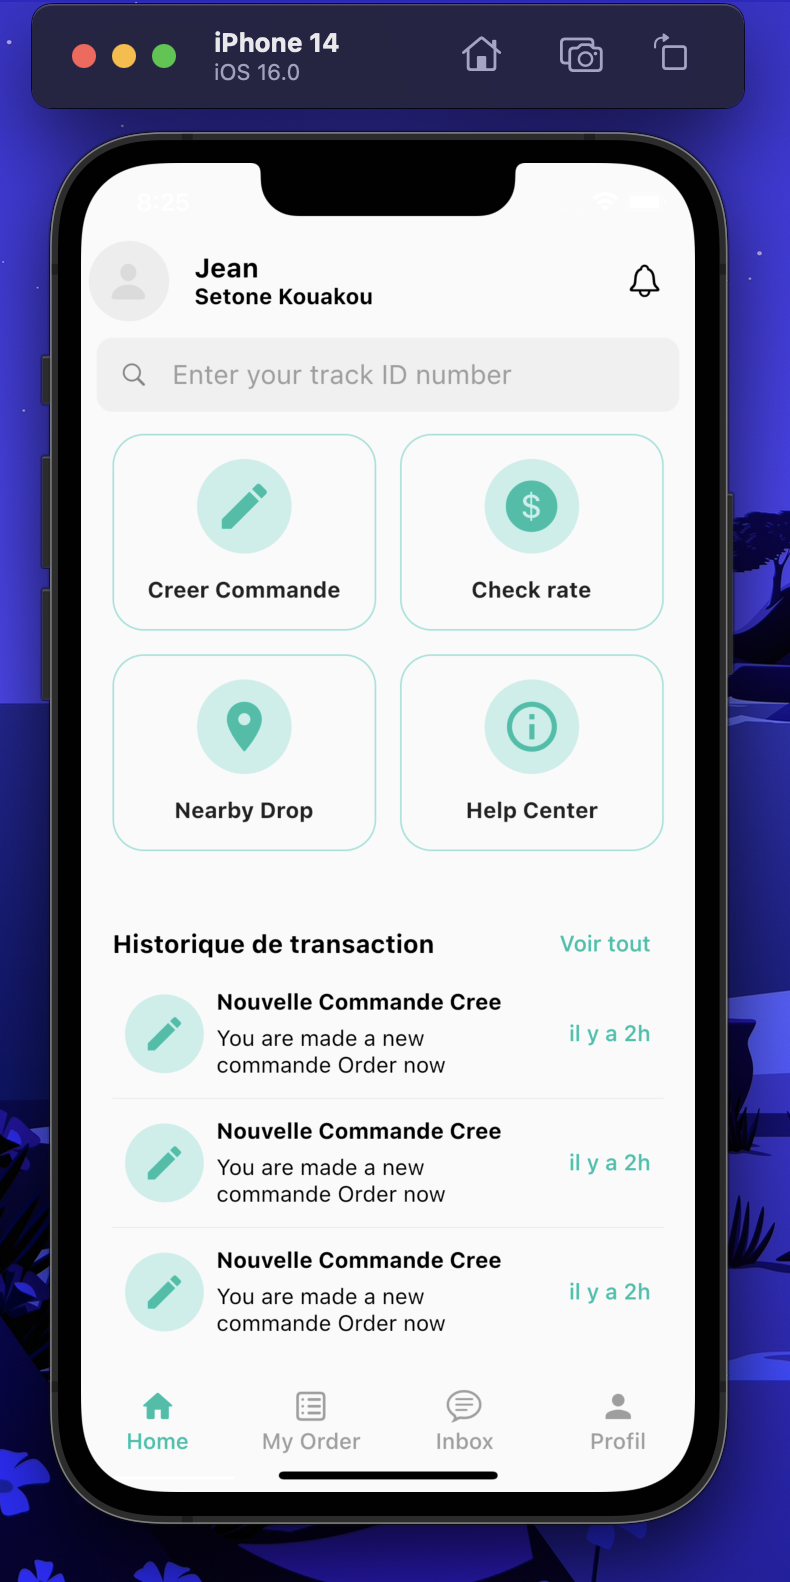 iPhone 14
iOS 16.0
8:25
Jean
Setone Kouakou
Enter your track ID number
Creer Commande
Check rate
Nearby Drop
Help Center
Historique de transaction
Voir tout
Nouvelle Commande Cree
You are made a new
commande Order now
il y a 2h
Nouvelle Commande Cree
You are made a new
commande Order now
il y a 2h
Nouvelle Commande Cree
You are made a new
commande Order now
il y a 2h
Home
My Order
Inbox
Profil